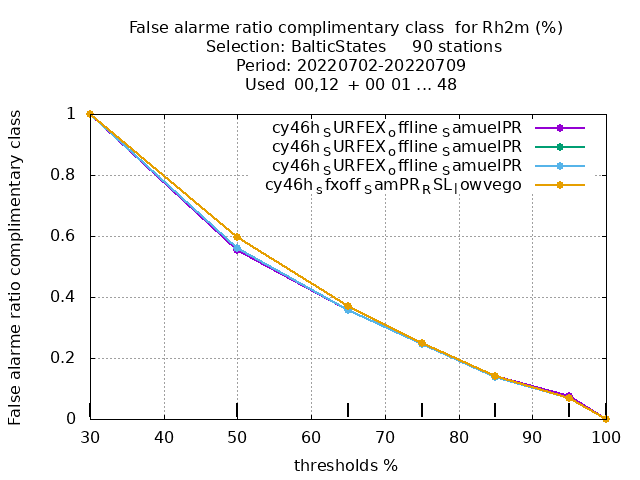 False alarme ratio complimentary class  for Rh2m (%)
Selection: BalticStates     90 stations
Period: 20220702-20220709
Used  00,12  + 00 01 ... 48
False alarme ratio complimentary class
1
0.8
0.6
0.4
0.2
0
cy46h_SURFEX_offline_SamuelPR
cy46h_SURFEX_offline_SamuelPR
cy46h_SURFEX_offline_SamuelPR
cy46h_sfxoff_SamPR_RSL_lowvego
30 40 50 60 70 80 90 100
thresholds %